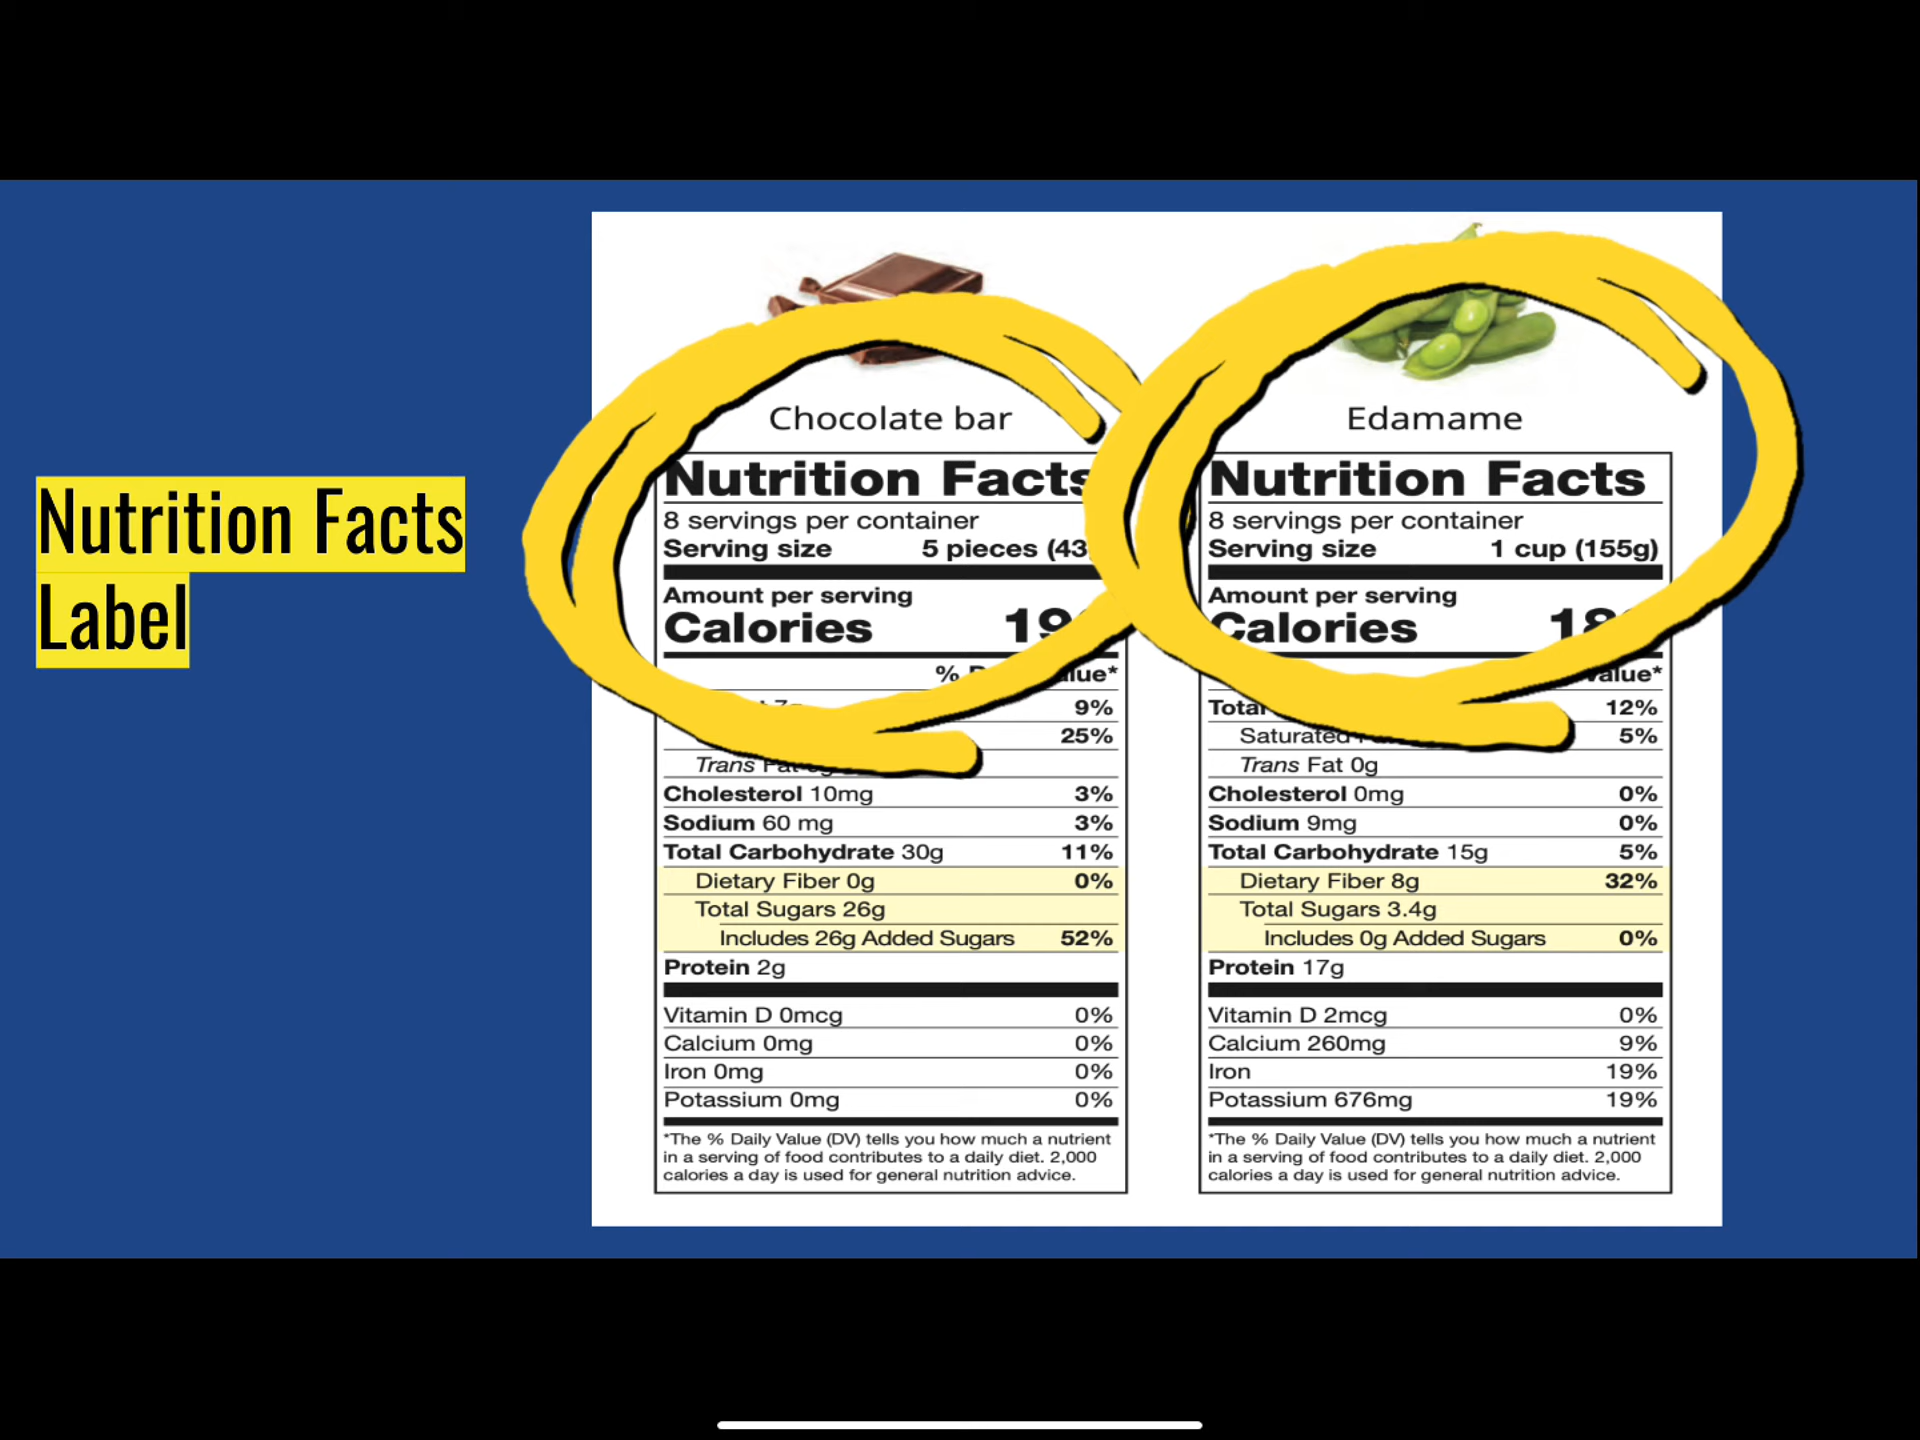 Nutrition Facts
Label
Chocolate bar
Nutrition Facts
8 servings per container
Serving size 5 pieces (43
Amount per serving
Calories
%
9%
25%
Trans Fat
Cholesterol 10mg 3%
Sodium 60 mg 3%
Total Carbohydrate 30g 11%
Dietary Fiber 0g 0%
Total Sugars 26g
Includes 26g Added Sugars 52%
Protein 2g
Vitamin D 0mcg 0%
Calcium 0mg 0%
Iron 0mg 0%
Potassium 0mg 0%
*The % Daily Value (DV) tells you how much a nutrient
in a serving of food contributes to a daily diet. 2,000
calories a day is used for general nutrition advice.
Edamame
Nutrition Facts
8 servings per container
Serving size 1 cup (155g)
Amount per serving
Calories
Value*
Total 12%
Saturated 5%
Trans Fat 0g
Cholesterol 0mg 0%
Sodium 9mg 0%
Total Carbohydrate 15g 5%
Dietary Fiber 8g 32%
Total Sugars 3.4g
Includes 0g Added Sugars 0%
Protein 17g
Vitamin D 2mcg 0%
Calcium 260mg 9%
Iron 19%
Potassium 676mg 19%
*The % Daily Value (DV) tells you how much a nutrient
in a serving of food contributes to a daily diet. 2,000
calories a day is used for general nutrition advice.